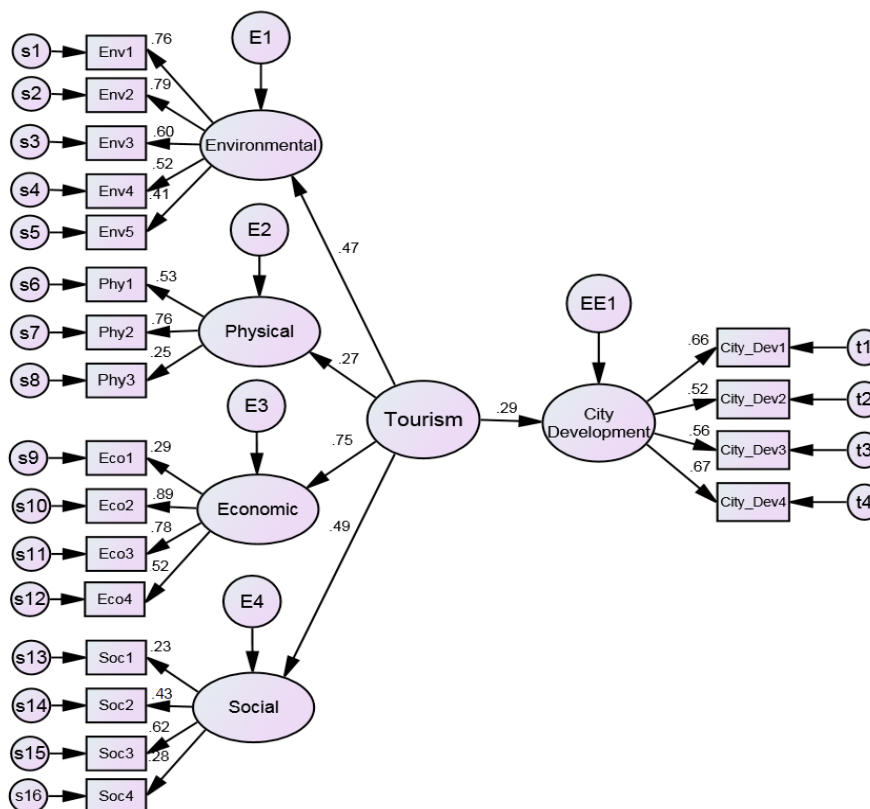 E1
s1
Env1
.76
s2
Env2
.79
s3
Env3
.60
Environmental
s4
Env4
.52
s5
Env5
.41
.47
E2
s6
Phy1
.53
s7
Phy2
.76
Physical
s8
Phy3
.25
.27
EE1
E3
s9
Eco1
.29
s10
Eco2
.89
Economic
s11
Eco3
.78
s12
Eco4
.52
.75
Tourism
.29
City
Development
.66
City_Dev1
t1
.52
City_Dev2
t2
.56
City_Dev3
t3
.67
City_Dev4
t4
.49
E4
s13
Soc1
.23
s14
Soc2
.43
Social
s15
Soc3
.62
s16
Soc4
.28